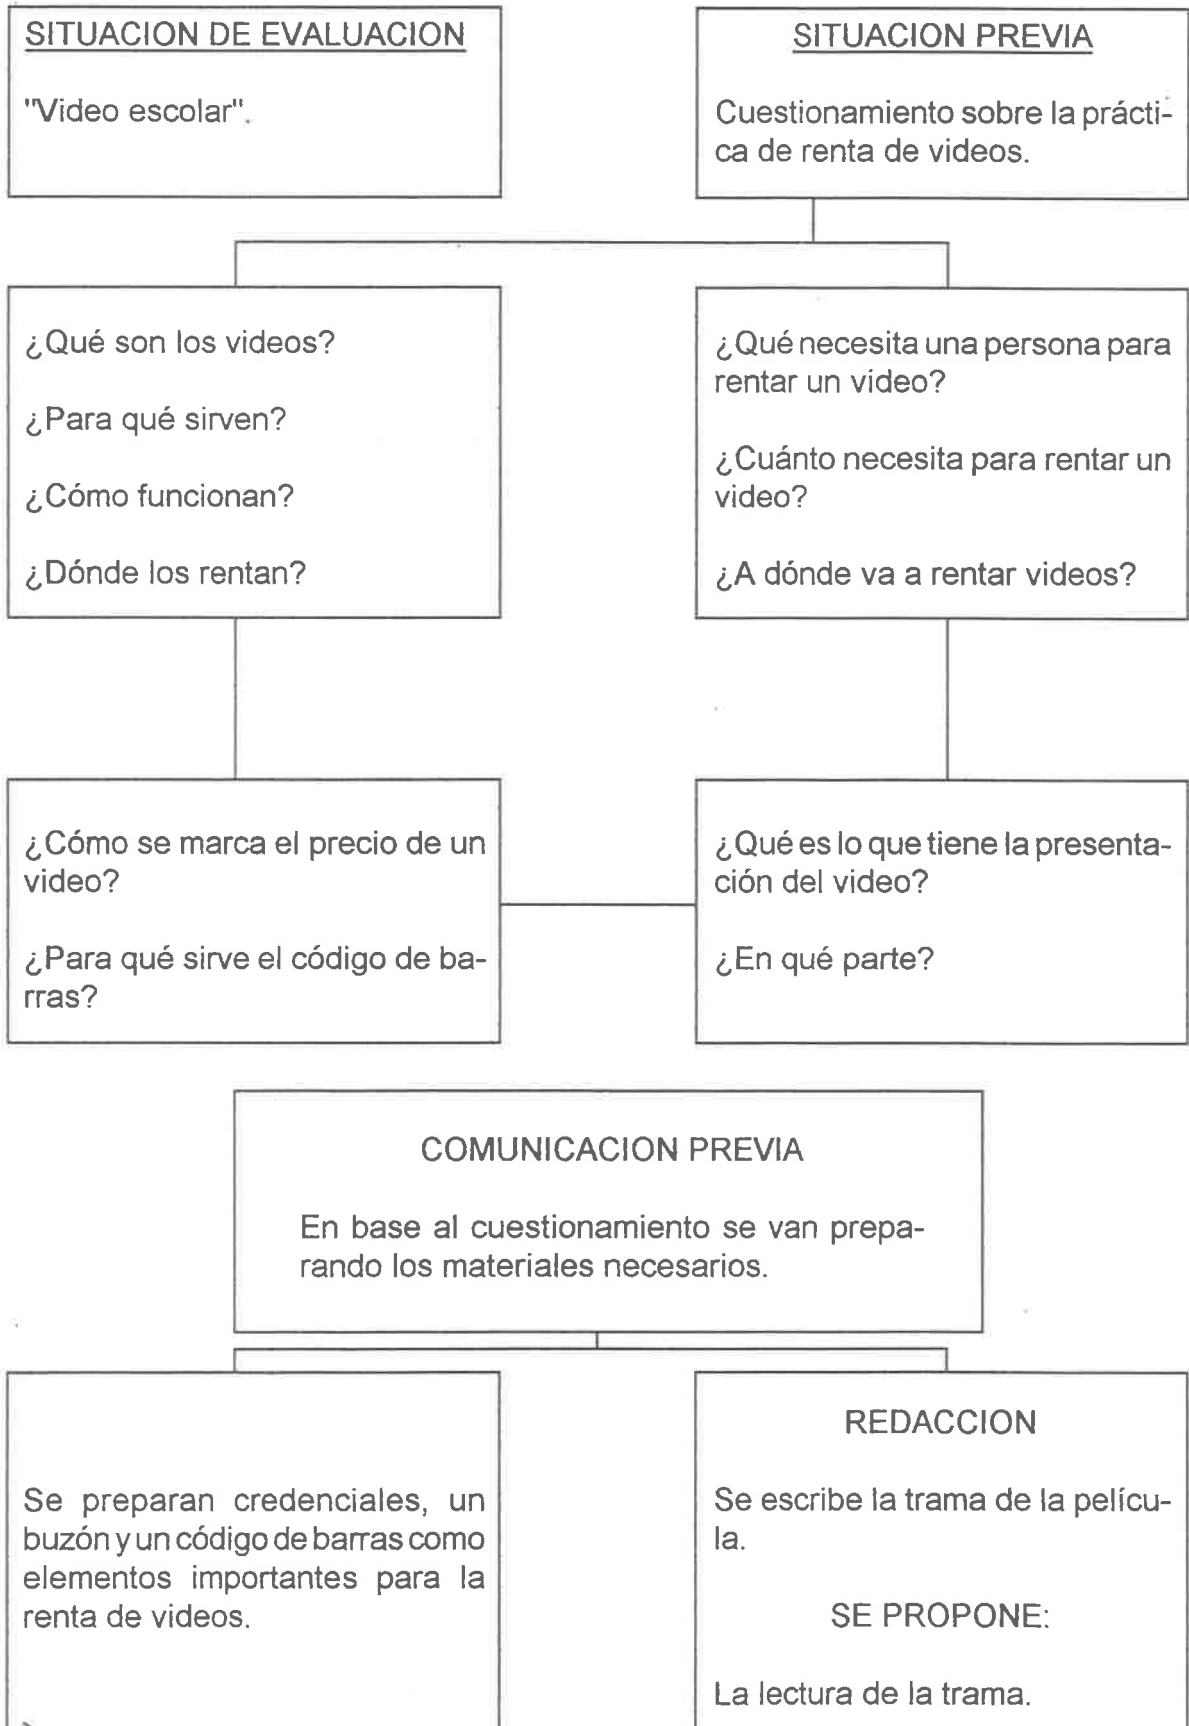 SITUACION DE EVALUACION
"Video escolar".
SITUACION PREVIA
Cuestionamiento sobre la prácti-
ca de renta de videos.
¿Qué son los videos?
¿Para qué sirven?
¿Cómo funcionan?
¿Dónde los rentan?
¿Qué necesita una persona para
rentar un video?
¿Cuánto necesita para rentar un
video?
¿A dónde va a rentar videos?
¿Cómo se marca el precio de un
video?
¿Para qué sirve el código de ba-
rras?
¿Qué es lo que tiene la presenta-
ción del video?
¿En qué parte?
COMUNICACION PREVIA
En base al cuestionamiento se van prepa-
rando los materiales necesarios.
Se preparan credenciales, un
buzón y un código de barras como
elementos importantes para la
renta de videos.
REDACCION
Se escribe la trama de la películ-
la.
SE PROPONE:
La lectura de la trama.